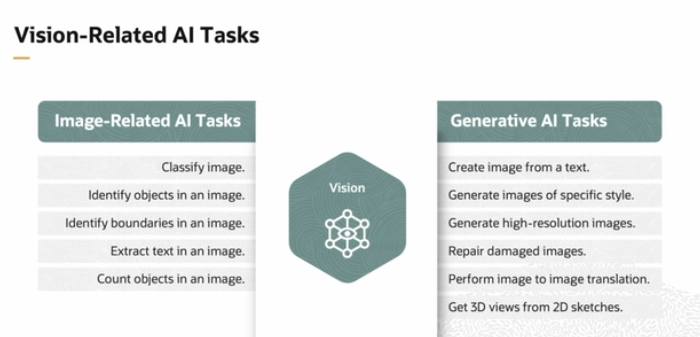 Vision-Related AI Tasks
Image-Related AI Tasks
Classify image.
Identify objects in an image.
Identify boundaries in an image.
Extract text in an image.
Count objects in an image.
Vision
Generative AI Tasks
Create image from a text.
Generate images of specific style.
Generate high-resolution images.
Repair damaged images.
Perform image to image translation.
Get 3D views from 2D sketches.